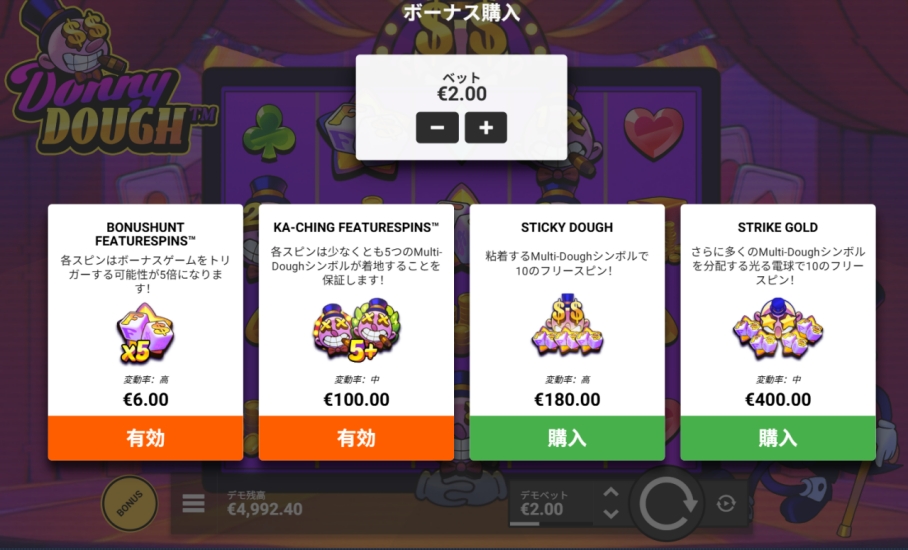 ボーナス購入
Donny
DOUGH™
ベット
€2.00
BONUSHUNT
FEATURESPINS™
各スピンはボーナスゲームをトリ
ガーする可能性が5倍になりま
す!
x5
変動率: 高
€6.00
有効
KA-CHING FEATURESPINS™
各スピンは少なくとも5つのMulti-
Doughシンボルが着地することを
保証します!
5+
変動率: 中
€100.00
有効
STICKY DOUGH
粘着するMulti-Doughシンボルで
10のフリースピン!
変動率: 高
€180.00
購入
STRIKE GOLD
さらに多くのMulti-Doughシンボル
を分配する光る電球で10のフリー
スピン!
変動率: 中
€400.00
購入
BONUS
デモ残高
€4,992.40
デモベット
€2.00